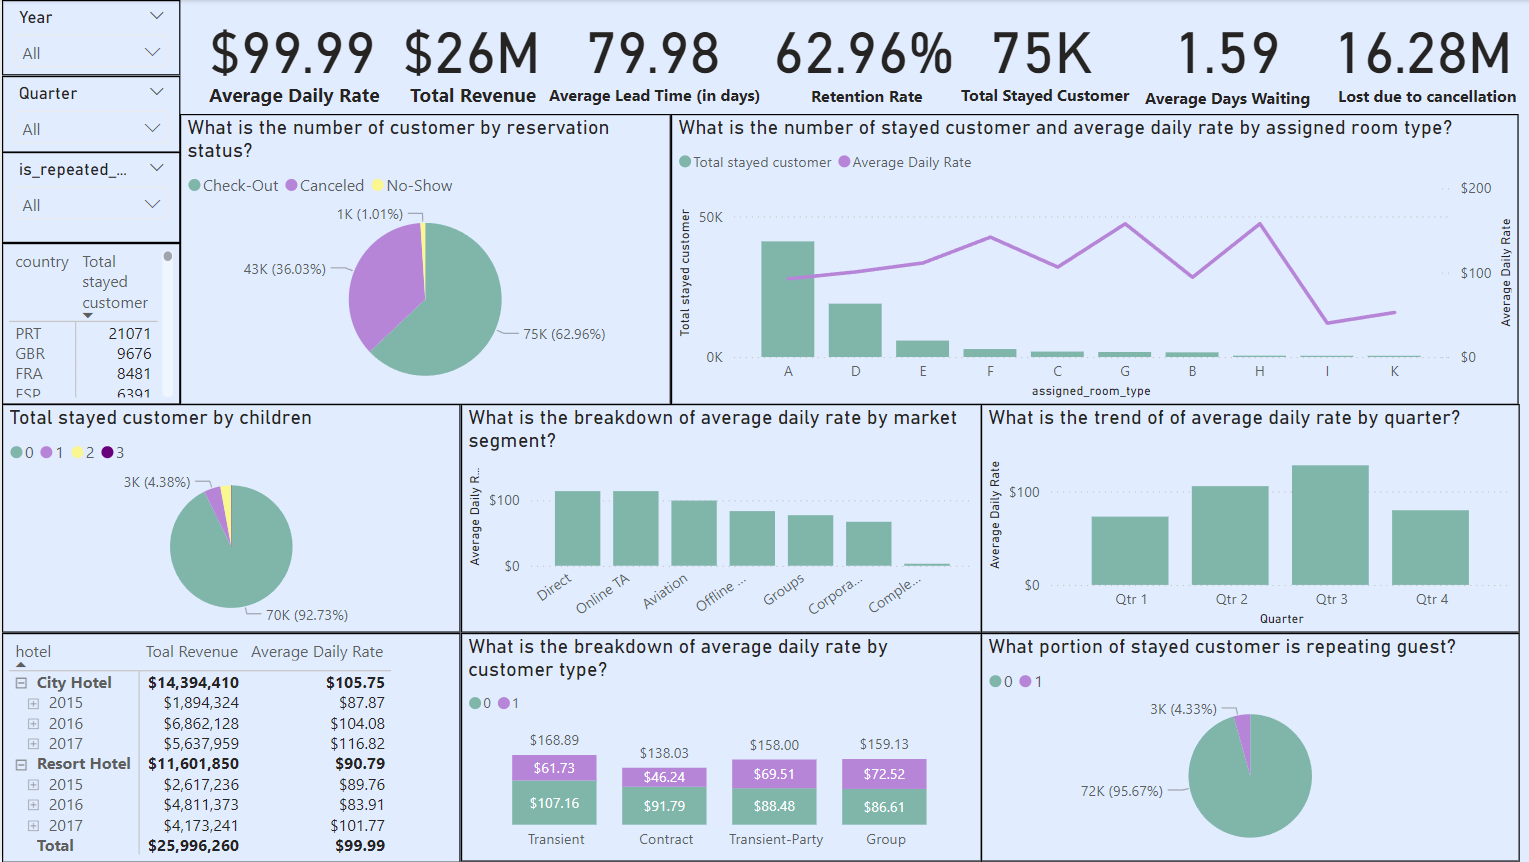 Year
All
Quarter
All
is_repeated_...
All
$99.99
Average Daily Rate
$26M
Total Revenue
79.98
Average Lead Time (in days)
62.96%
Retention Rate
75K
Total Stayed Customer
1.59
Average Days Waiting
16.28M
Lost due to cancellation
country Total
stayed
customer
PRT 21071
GBR 9676
FRA 8481
ESP 6391
What is the number of customer by reservation
status?
Check-Out Canceled No-Show
1K (1.01%)
43K (36.03%)
75K (62.96%)
What is the number of stayed customer and average daily rate by assigned room type?
Total stayed customer Average Daily Rate
Total stayed customer
50K
0K
$200
$100
$0
Average Daily Rate
A D E F C G B H I K
assigned_room_type
Total stayed customer by children
0 1 2 3
3K (4.38%)
70K (92.73%)
What is the breakdown of average daily rate by market
segment?
Average Daily R...
$100
$0
Direct
Online TA
Aviation
Offline ...
Groups
Corpora...
Comple...
What is the trend of of average daily rate by quarter?
Average Daily Rate
$100
$0
Qtr 1 Qtr 2 Qtr 3 Qtr 4
Quarter
hotel Toal Revenue Average Daily Rate
City Hotel $14,394,410 $105.75
2015 $1,894,324 $87.87
2016 $6,862,128 $104.08
2017 $5,637,959 $116.82
Resort Hotel $11,601,850 $90.79
2015 $2,617,236 $89.76
2016 $4,811,373 $83.91
2017 $4,173,241 $101.77
Total $25,996,260 $99.99
What is the breakdown of average daily rate by
customer type?
0 1
$168.89 $138.03 $158.00 $159.13
$61.73 $46.24 $69.51 $72.52
$107.16 $91.79 $88.48 $86.61
Transient Contract Transient-Party Group
What portion of stayed customer is repeating guest?
0 1
3K (4.33%)
72K (95.67%)